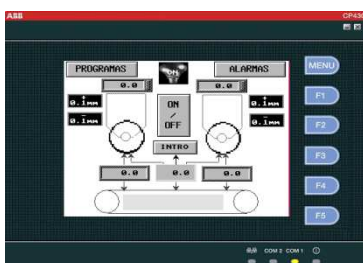 ABB CP430
PROGRAMAS ON ALARMAS MENU
0.0 0.0
F1
0.1mm ON 0.1mm
/
0.1mm OFF 0.1mm F2
INTRO
F3
0.0 0.0 0.0
F4
F5
COM 2 COM 1